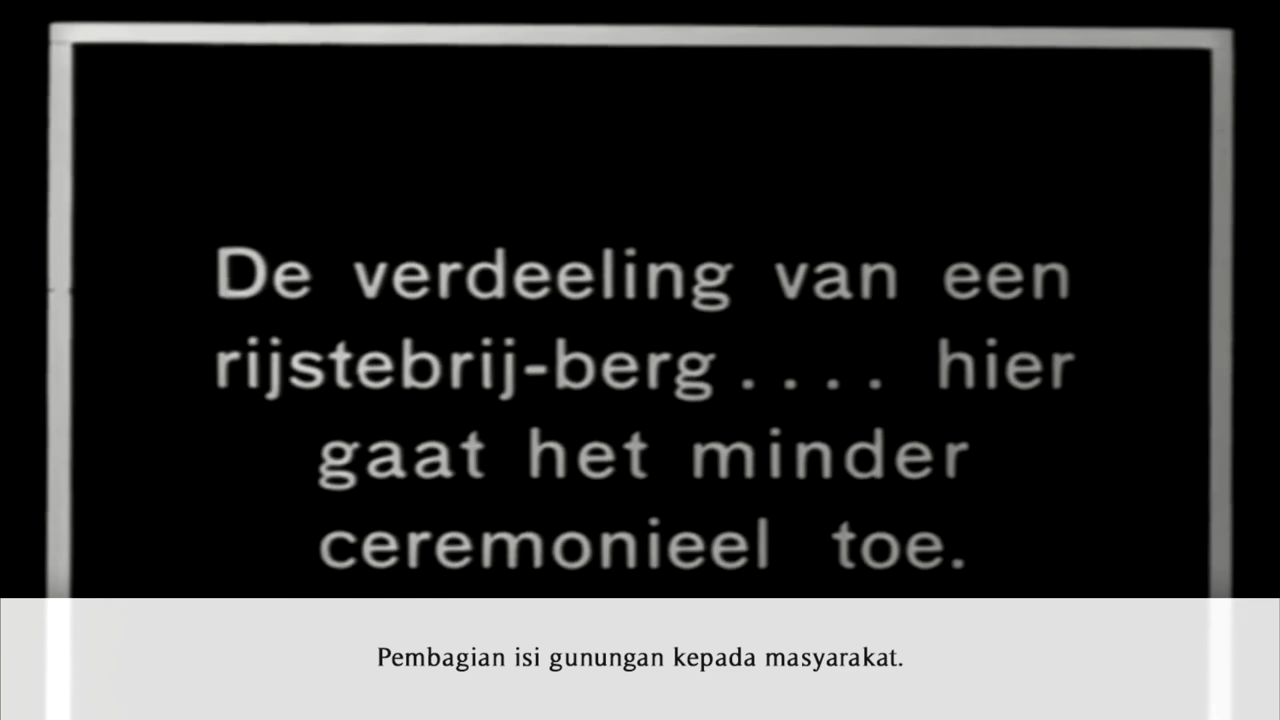 De verdeeling van een
rijstebrij-berg .... hier
gaat het minder
ceremonieel toe.
Pembagian isi gunungan kepada masyarakat.